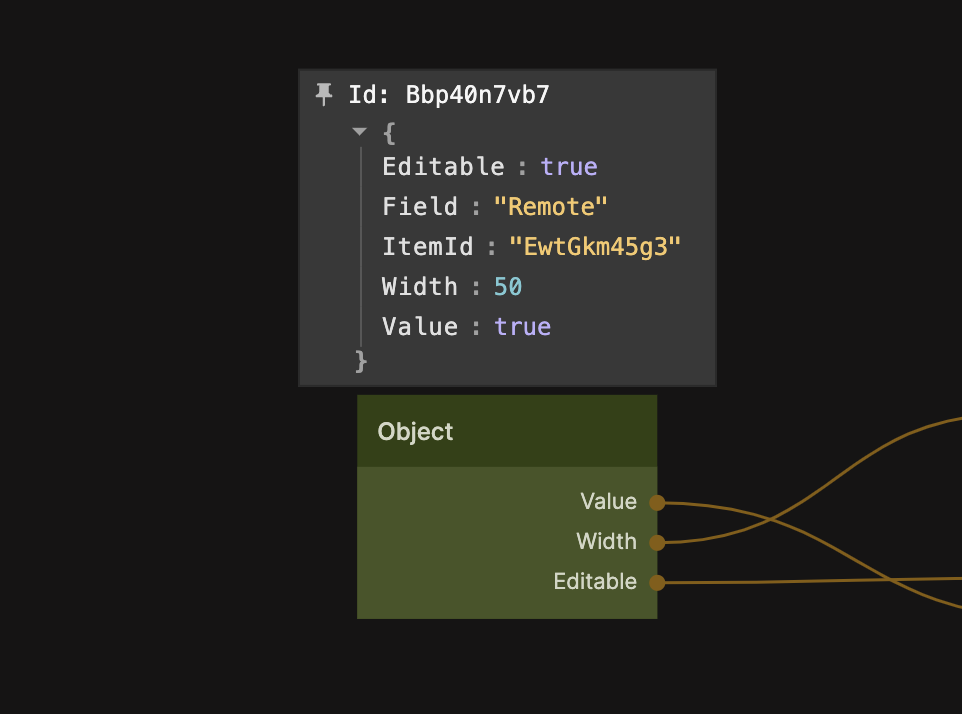 Id: Bbp40n7vb7
{
Editable : true
Field : "Remote"
ItemId : "EwtGkm45g3"
Width : 50
Value : true
}
Object
Value
Width
Editable